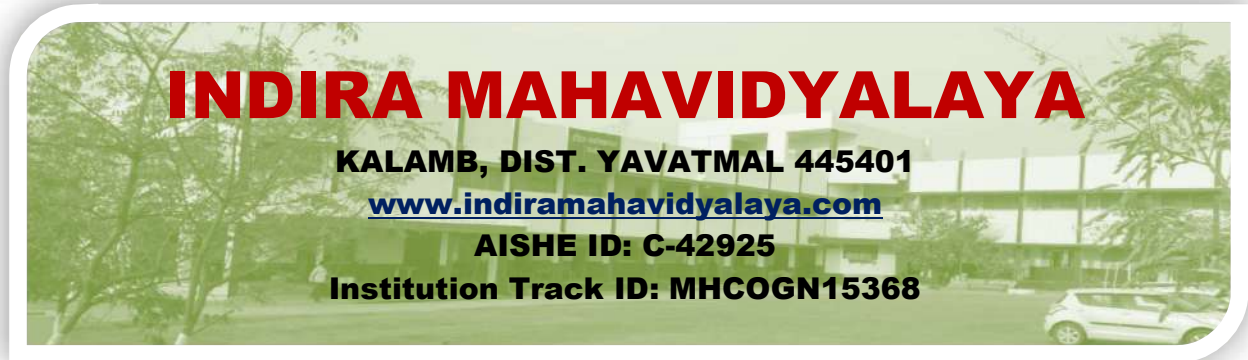 INDIRA MAHAVIDYALAYA
KALAMB, DIST. YAVATMAL 445401
www.indiramahavidyalaya.com
AISHE ID: C-42925
Institution Track ID: MHCOGN15368